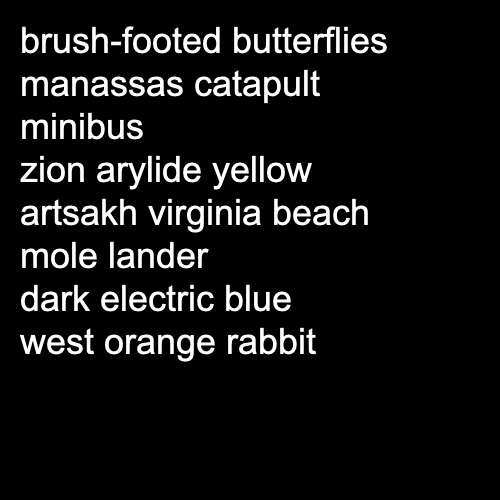 brush-footed butterflies
manassas catapult
minibus
zion arylide yellow
artsakh virginia beach
mole lander
dark electric blue
west orange rabbit